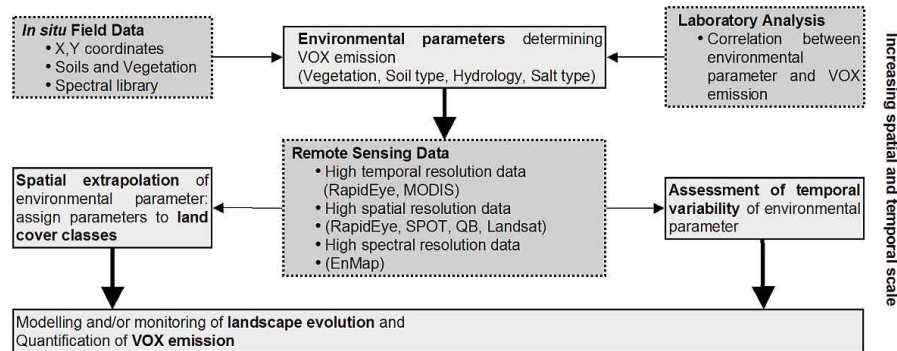 In situ Field Data
• X,Y coordinates
• Soils and Vegetation
• Spectral library
Environmental parameters determining
VOX emission
(Vegetation, Soil type, Hydrology, Salt type)
Laboratory Analysis
• Correlation between
environmental
parameter and VOX
emission
Remote Sensing Data
• High temporal resolution data
(RapidEye, MODIS)
• High spatial resolution data
• (RapidEye, SPOT, QB, Landsat)
• High spectral resolution data
• (EnMap)
Spatial extrapolation of
environmental parameter:
assign parameters to land
cover classes
Assessment of temporal
variability of environmental
parameter
Modelling and/or monitoring of landscape evolution and
Quantification of VOX emission
Increasing spatial and temporal scale